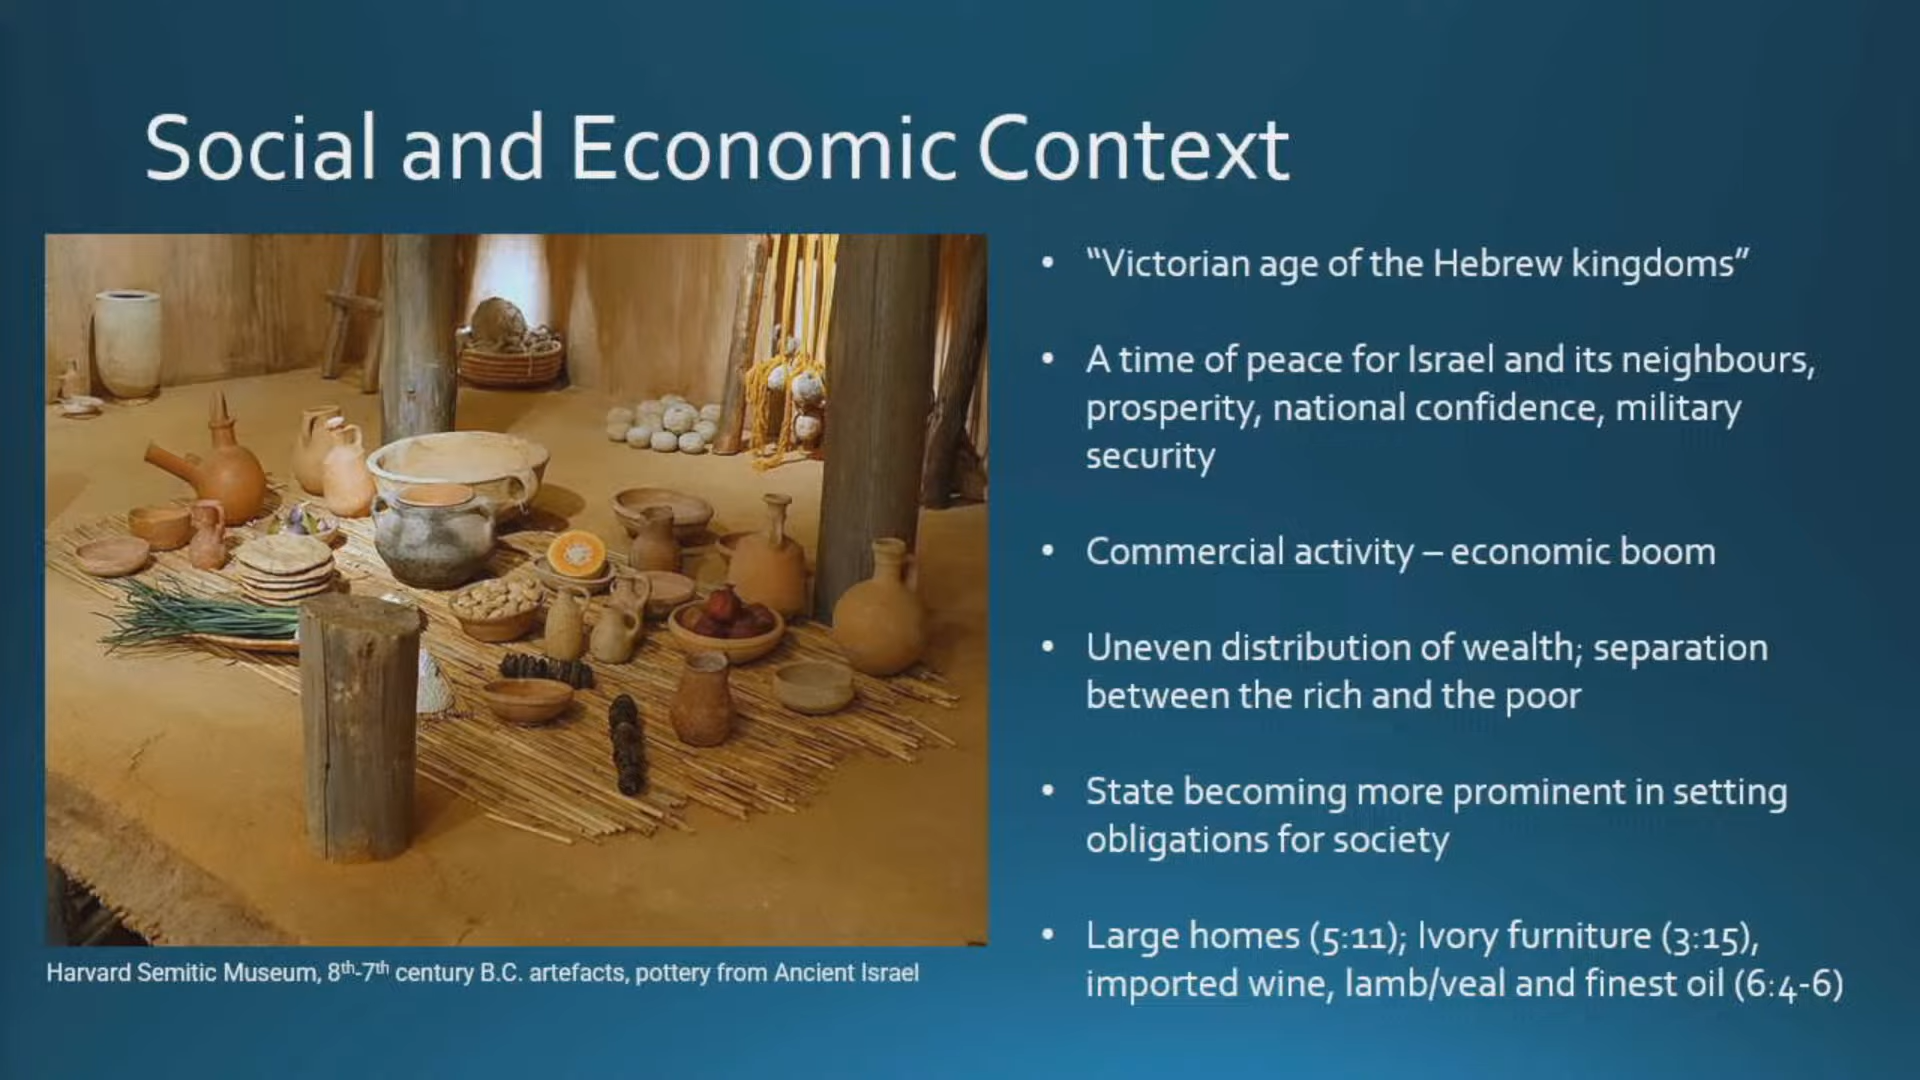 Social and Economic Context
• “Victorian age of the Hebrew kingdoms”
• A time of peace for Israel and its neighbours,
prosperity, national confidence, military
security
• Commercial activity – economic boom
• Uneven distribution of wealth; separation
between the rich and the poor
• State becoming more prominent in setting
obligations for society
• Large homes (5:11); Ivory furniture (3:15),
imported wine, lamb/veal and finest oil (6:4-6)
Harvard Semitic Museum, 8th-7th century B.C. artefacts, pottery from Ancient Israel